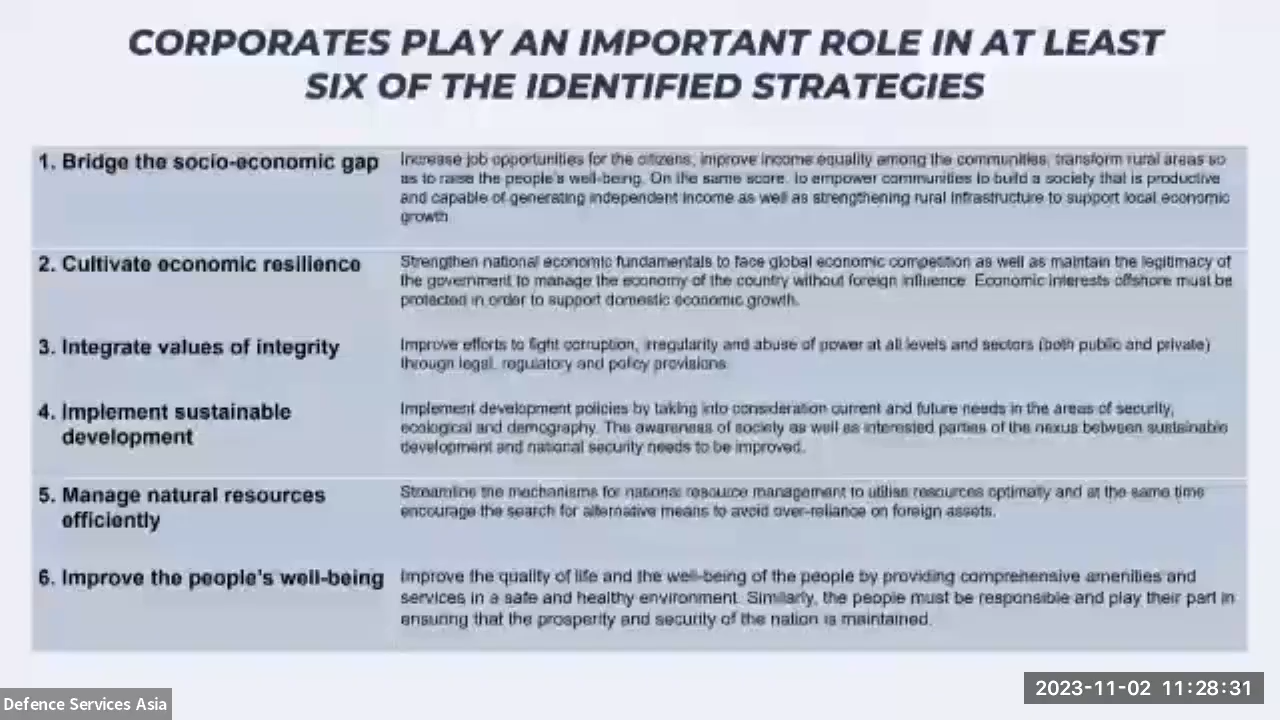 CORPORATES PLAY AN IMPORTANT ROLE IN AT LEAST
SIX OF THE IDENTIFIED STRATEGIES
1. Bridge the socio-economic gap
Increase job opportunities for the citizens, improve income equality among the communities, transform rural areas so
as to raise the people's well-being. On the same score, to empower communities to build a society that is productive
and capable of generating independent income as well as strengthening rural infrastructure to support local economic
growth
2. Cultivate economic resilience
Strengthen national economic fundamentals to face global economic competition as well as maintain the legitimacy of
the government to manage the economy of the country without foreign influence. Economic interests offshore must be
protected in order to support domestic economic growth.
3. Integrate values of integrity
Improve efforts to fight corruption, irregularity and abuse of power at all levels and sectors (both public and private)
through legal, regulatory and policy provisions.
4. Implement sustainable
development
Implement development policies by taking into consideration current and future needs in the areas of security,
ecological and demography. The awareness of society as well as interested parties of the nexus between sustainable
development and national security needs to be improved.
5. Manage natural resources
efficiently
Streamline the mechanisms for national resource management to utilise resources optimally and at the same time
encourage the search for alternative means to avoid over-reliance on foreign assets.
6. Improve the people's well-being
Improve the quality of life and the well-being of the people by providing comprehensive amenities and
services in a safe and healthy environment. Similarly, the people must be responsible and play their part in
ensuring that the prosperity and security of the nation is maintained.
2023-11-02 11:28:31
Defence Services Asia